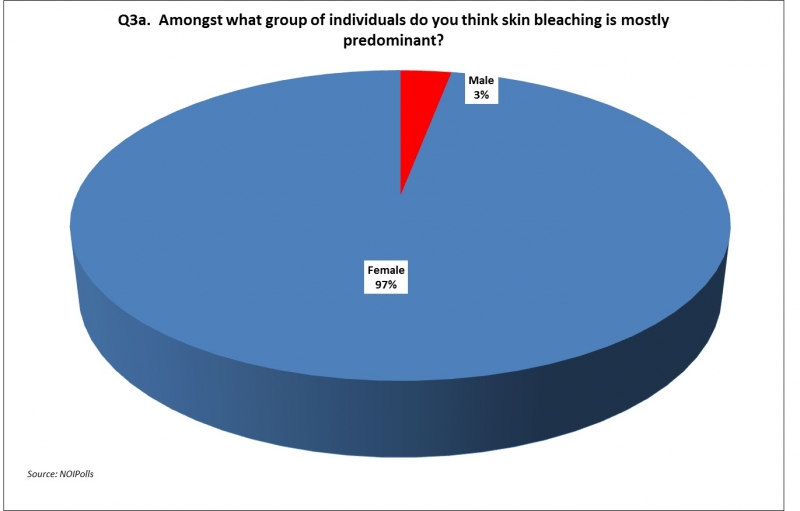 Q3a.  Amongst what group of individuals do you think skin bleaching is mostly
predominant?
Male
3%
Female
97%
Source: NOIPolls